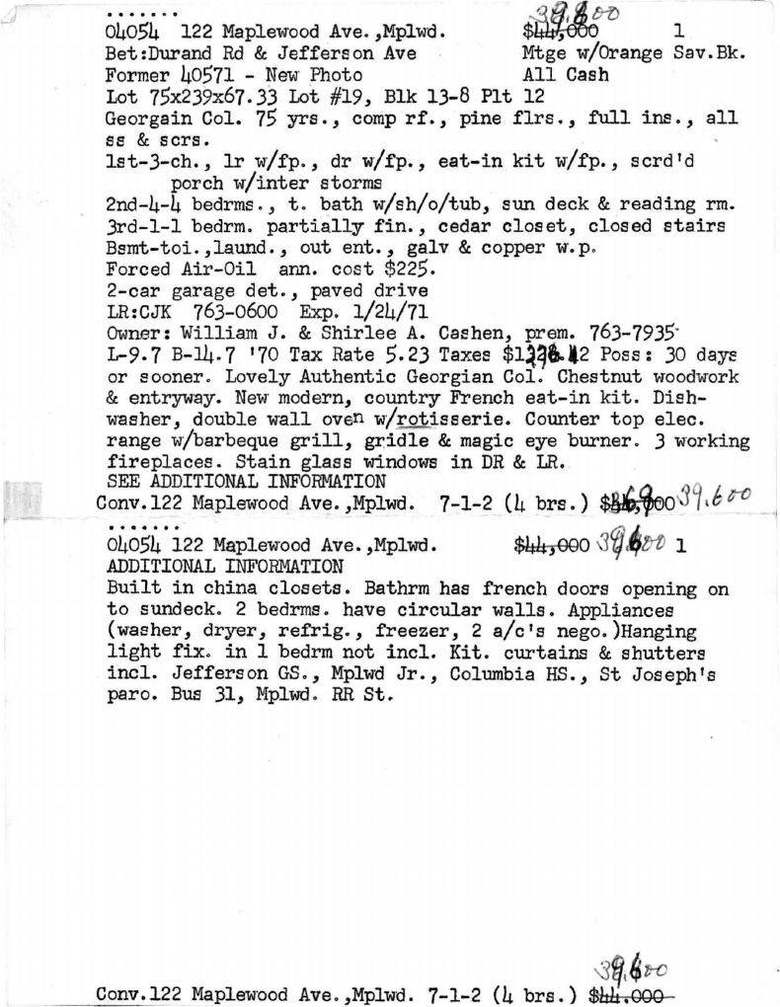 .......
39,600
04054 122 Maplewood Ave.,Mplwd. $44,000 1
Bet:Durand Rd & Jefferson Ave Mtge w/Orange Sav.Bk.
Former 40571 - New Photo All Cash
Lot 75x239x67.33 Lot #19, Blk 13-8 Plt 12
Georgain Col. 75 yrs., comp rf., pine flrs., full ins., all
ss & scrs.
1st-3-ch., lr w/fp., dr w/fp., eat-in kit w/fp., scrd'd
porch w/inter storms
2nd-4-4 bedrms., t. bath w/sh/o/tub, sun deck & reading rm.
3rd-1-1 bedrm. partially fin., cedar closet, closed stairs
Bsmt-toi.,laund., out ent., galv & copper w.p.
Forced Air-Oil ann. cost $225.
2-car garage det., paved drive
LR:CJK 763-0600 Exp. 1/24/71
Owner: William J. & Shirlee A. Cashen, prem. 763-7935
L-9.7 B-14.7 '70 Tax Rate 5.23 Taxes Poss: 30 days
or sooner. Lovely Authentic Georgian Col. Chestnut woodwork
& entryway. New modern, country French eat-in kit. Dish-
washer, double wall oven w/rotisserie. Counter top elec.
range w/barbeque grill, gridle & magic eye burner. 3 working
fireplaces. Stain glass windows in DR & LR.
SEE ADDITIONAL INFORMATION
Conv.122 Maplewood Ave.,Mplwd. 7-1-2 (4 brs.) 39,600
.......
04054 122 Maplewood Ave.,Mplwd. $44,000 39,600 1
ADDITIONAL INFORMATION
Built in china closets. Bathrm has french doors opening on
to sundeck. 2 bedrms. have circular walls. Appliances
(washer, dryer, refrig., freezer, 2 a/c's nego.)Hanging
light fix. in 1 bedrm not incl. Kit. curtains & shutters
incl. Jefferson GS., Mplwd Jr., Columbia HS., St Joseph's
paro. Bus 31, Mplwd. RR St.
39,600
Conv.122 Maplewood Ave.,Mplwd. 7-1-2 (4 brs.) $44.000